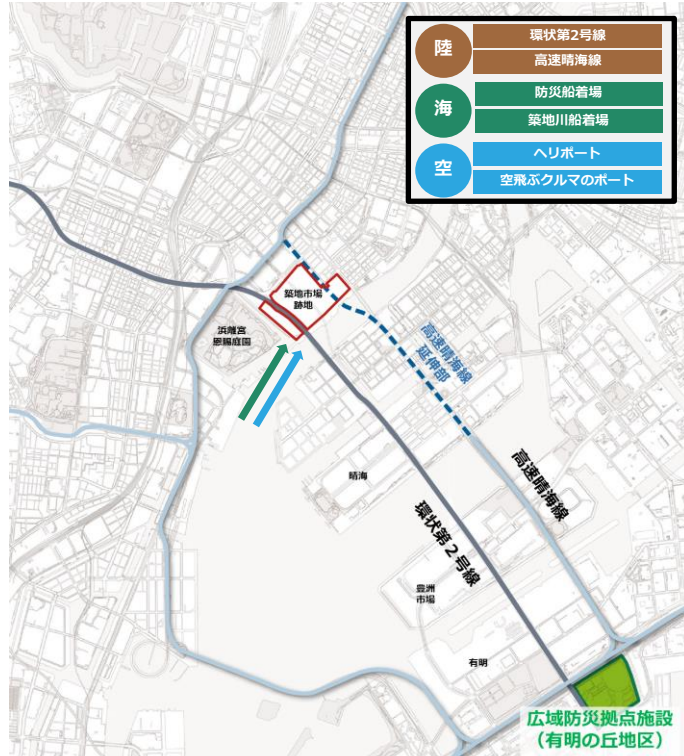 陸
環状第2号線
高速晴海線
海
防災船着場
築地川船着場
空
ヘリポート
空飛ぶクルマのポート
築地市場
跡地
浜離宮
恩賜庭園
高速晴海線
延伸部
高速晴海線
晴海
環状第２号線
豊洲
市場
有明
広域防災拠点施設
（有明の丘地区）